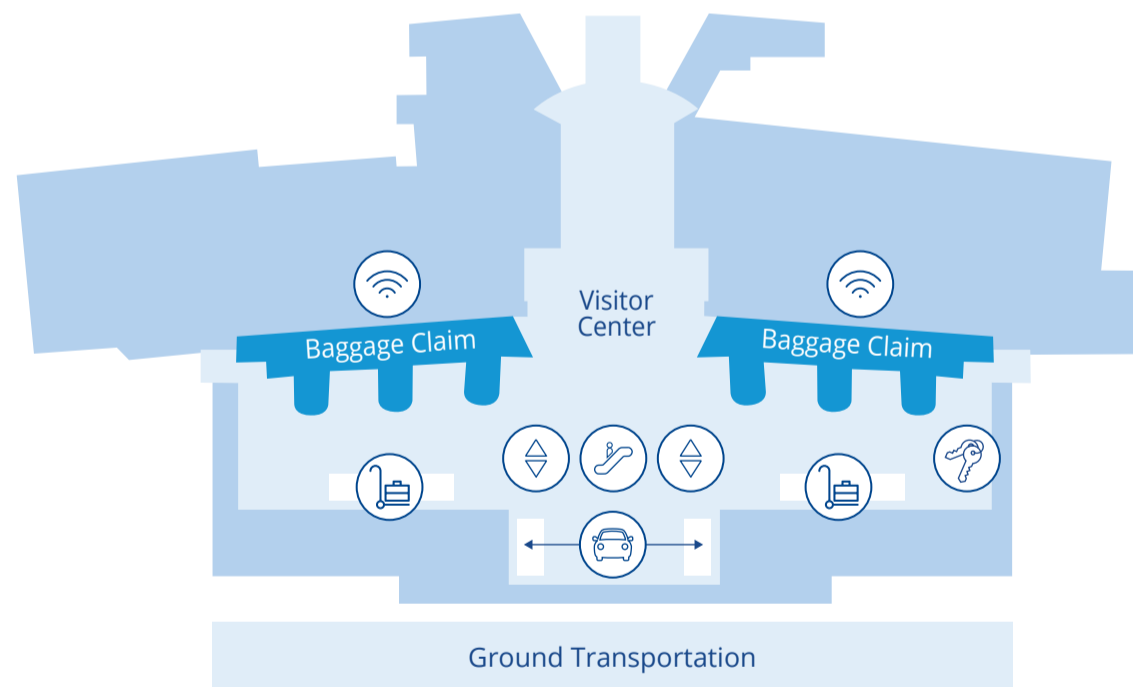 Visitor
Center
Baggage Claim
Baggage Claim
Ground Transportation